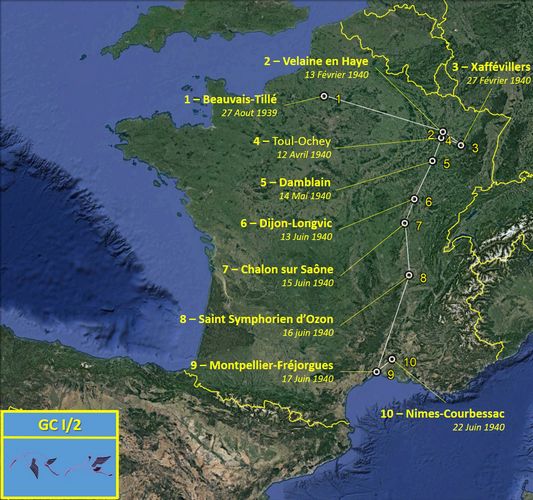 2 – Velaine en Haye
13 Février 1940
3 – Xaffévillers
27 Février 1940
1 – Beauvais-Tillé
27 Aout 1939
1
4 – Toul-Ochey
12 Avril 1940
2
4
3
5 – Damblain
14 Mai 1940
5
6 – Dijon-Longvic
13 Juin 1940
6
7
7 – Chalon sur Saône
15 Juin 1940
8
8 – Saint Symphorien d'Ozon
16 juin 1940
9 – Montpellier-Fréjorgues
17 Juin 1940
10
9
10 – Nimes-Courbessac
22 Juin 1940
GC I/2